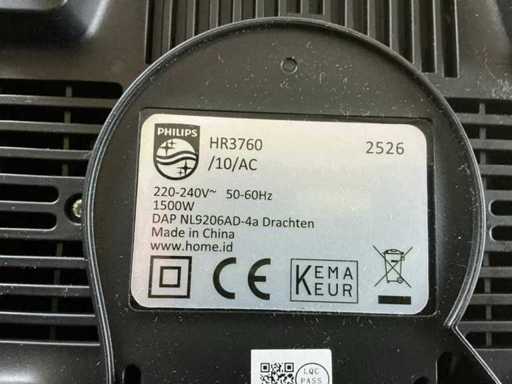 PHILIPS
HR3760
/10/AC
2526
220-240V~ 50-60Hz
1500W
DAP NL9206AD-4a Drachten
Made in China
www.home.id
CE
KEMA
KEUR
LQC
PASS